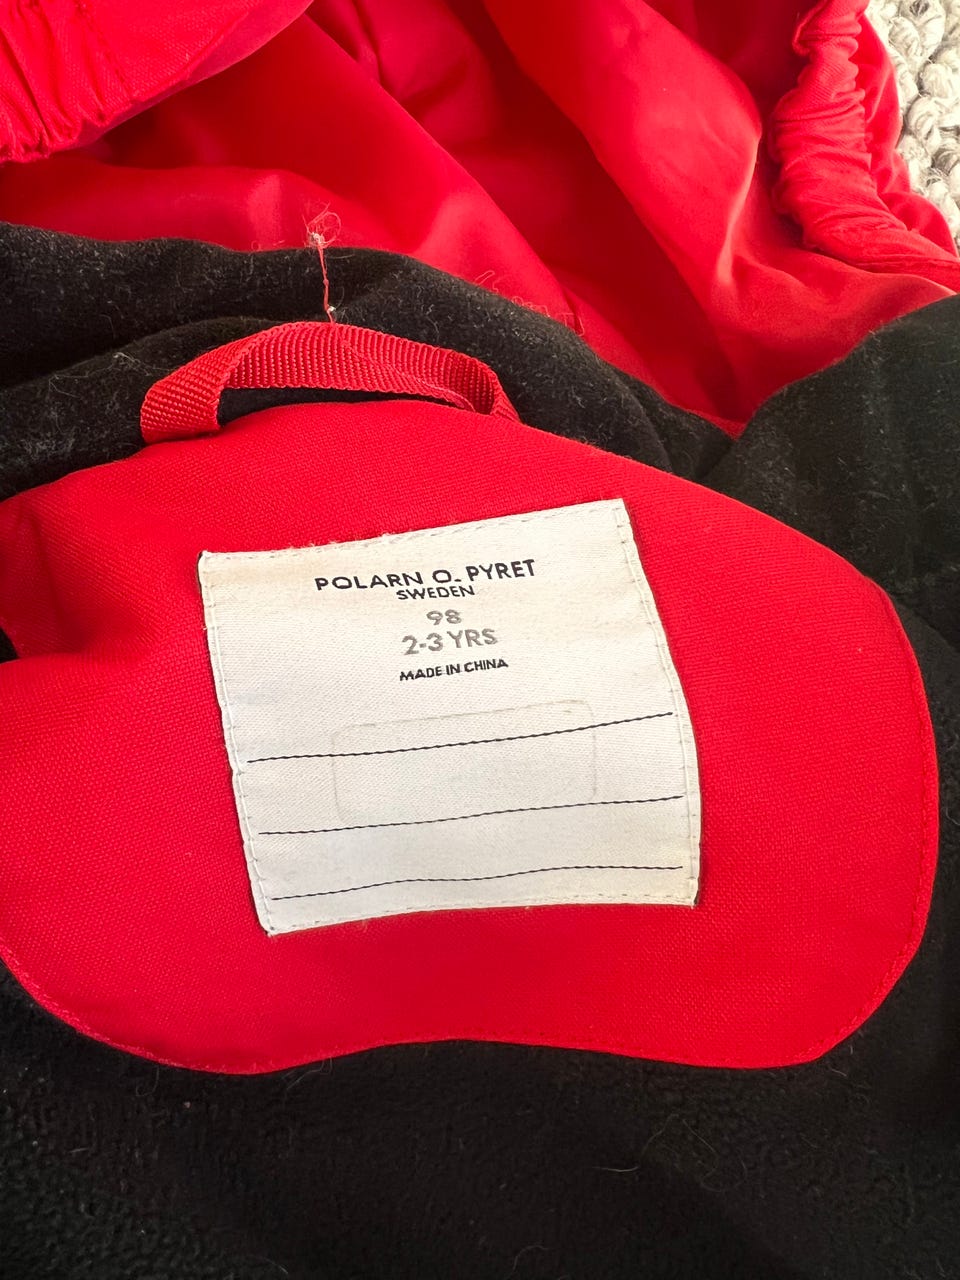 POLARN O. PYRET
SWEDEN
98
2-3 YRS
MADE IN CHINA